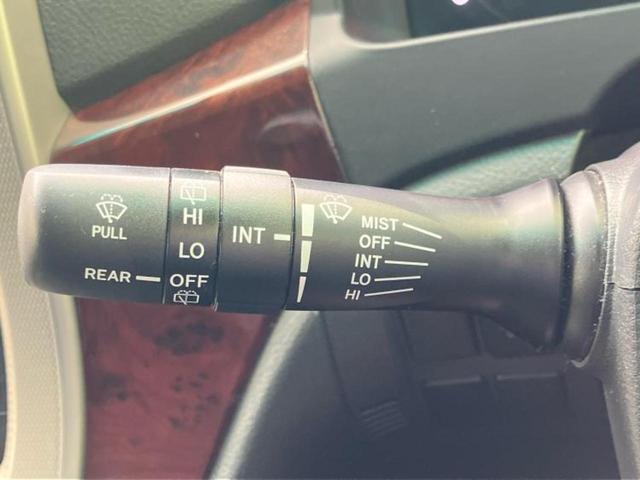 PULL
REAR
HI
LO
OFF
INT
MIST
OFF
INT
LO
HI